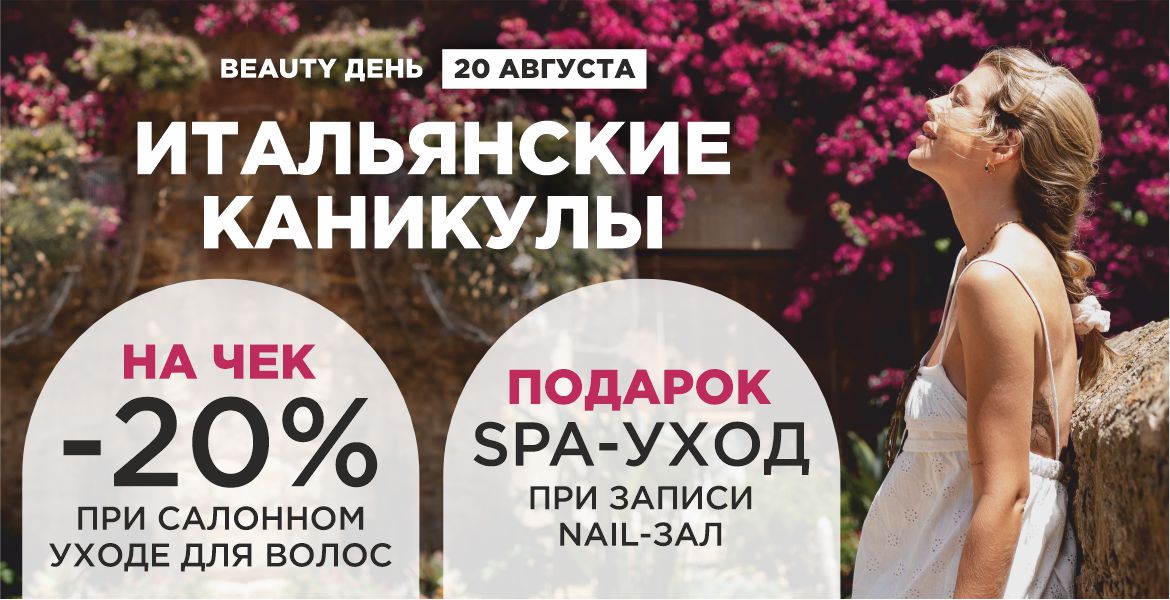 BEAUTY ДЕНЬ 20 АВГУСТА
ИТАЛЬЯНСКИЕ
КАНИКУЛЫ
НА ЧЕК
-20%
ПРИ САЛОННОМ
УХОДЕ ДЛЯ ВОЛОС
ПОДАРОК
SPA-УХОД
ПРИ ЗАПИСИ
NAIL-ЗАЛ